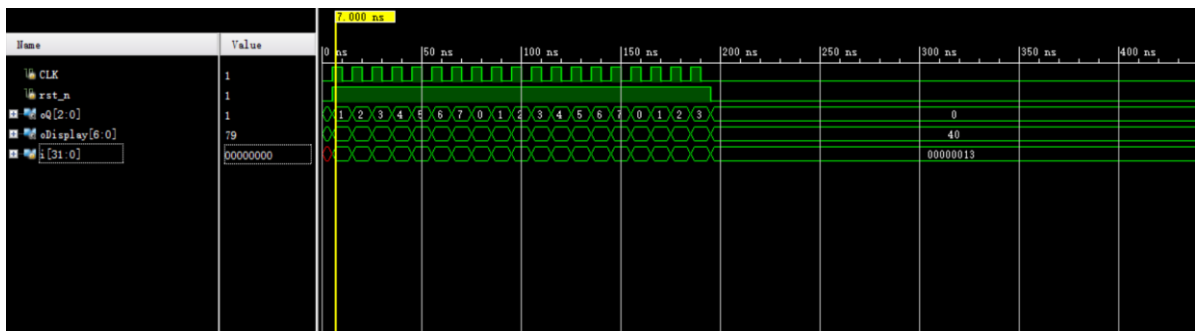 7.000 ns
Name Value
0 ns 50 ns 100 ns 150 ns 200 ns 250 ns 300 ns 350 ns 400 ns
CLK 1
rst_n 1
oQ[2:0] 1 1 2 3 4 5 6 7 0 1 2 3 4 5 6 7 0 1 2 3 0
oDisplay[6:0] 79 40
i[31:0] 00000000 00000013